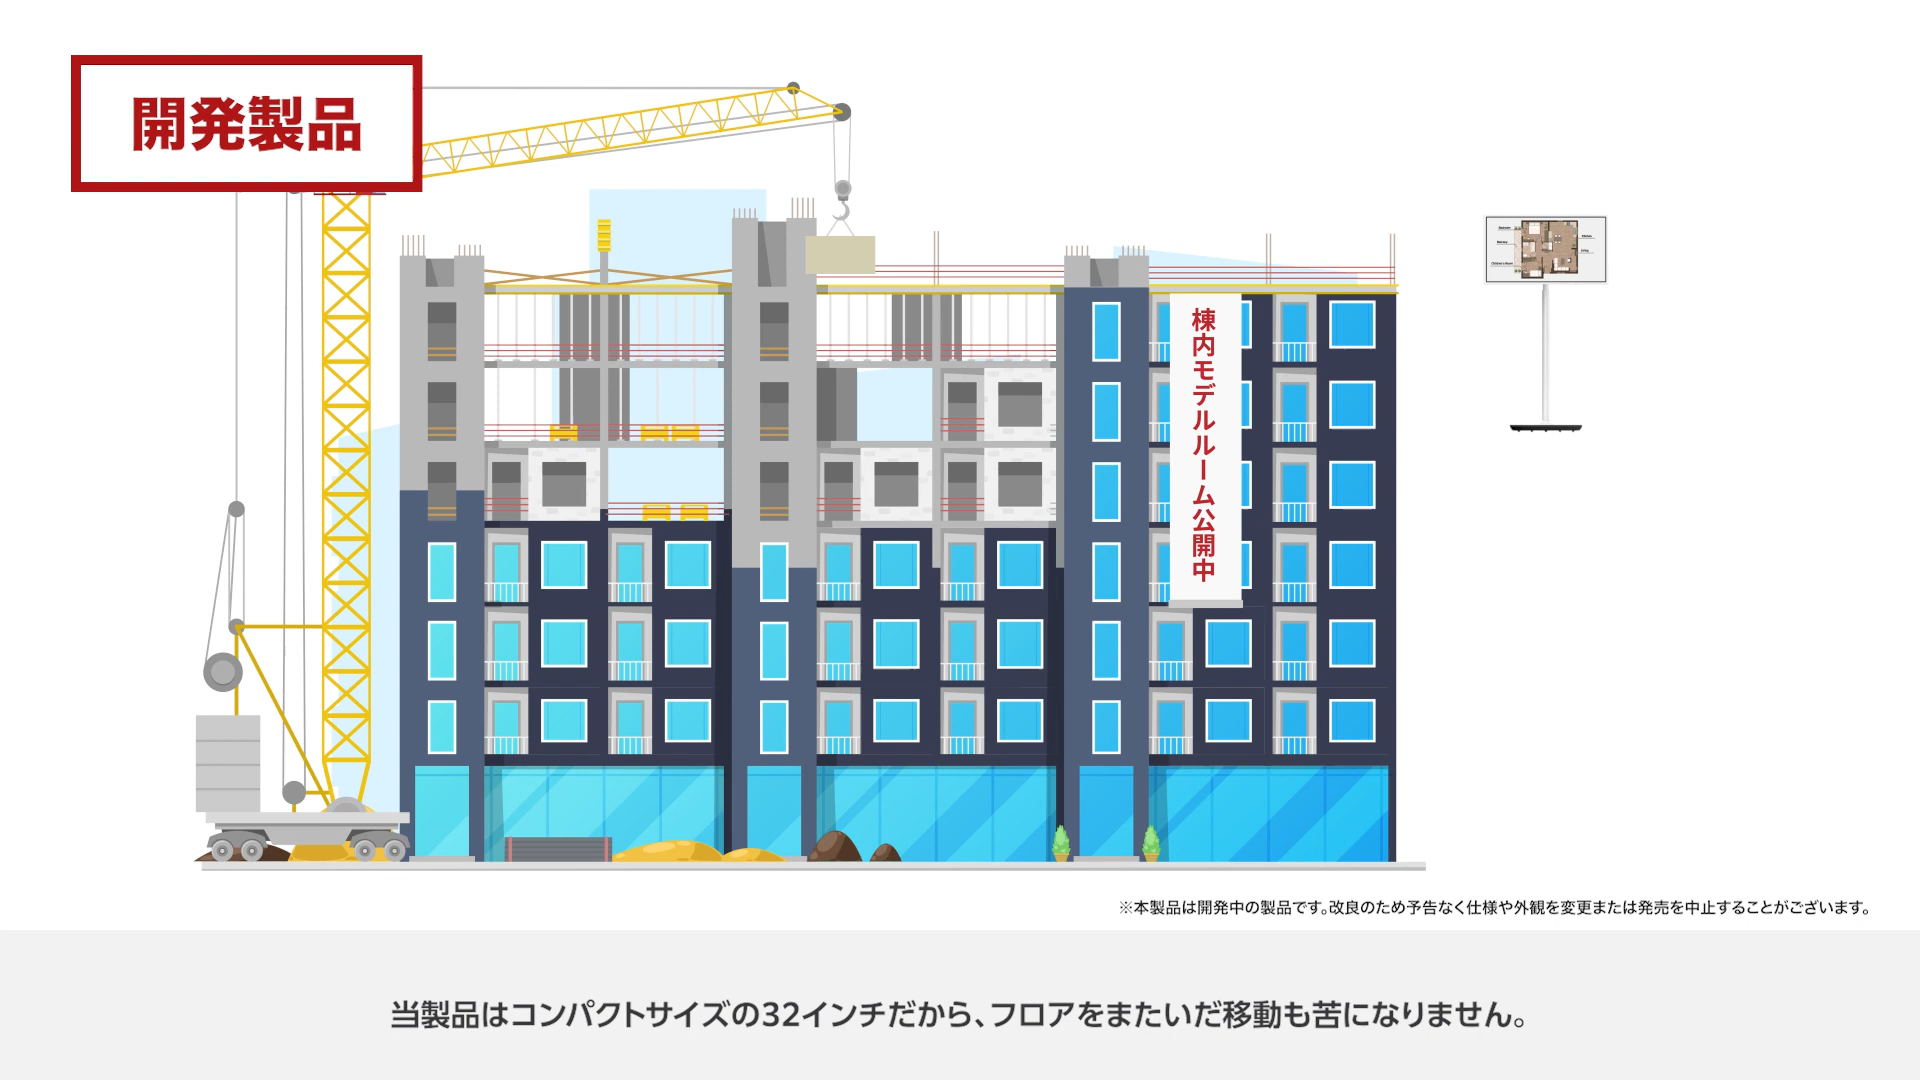 開発製品
棟内モデルルーム公開中
※本製品は開発中の製品です。改良のため予告なく仕様や外観を変更または発売を中止することがございます。
当製品はコンパクトサイズの32インチだから、フロアをまたいだ移動も苦になりません。